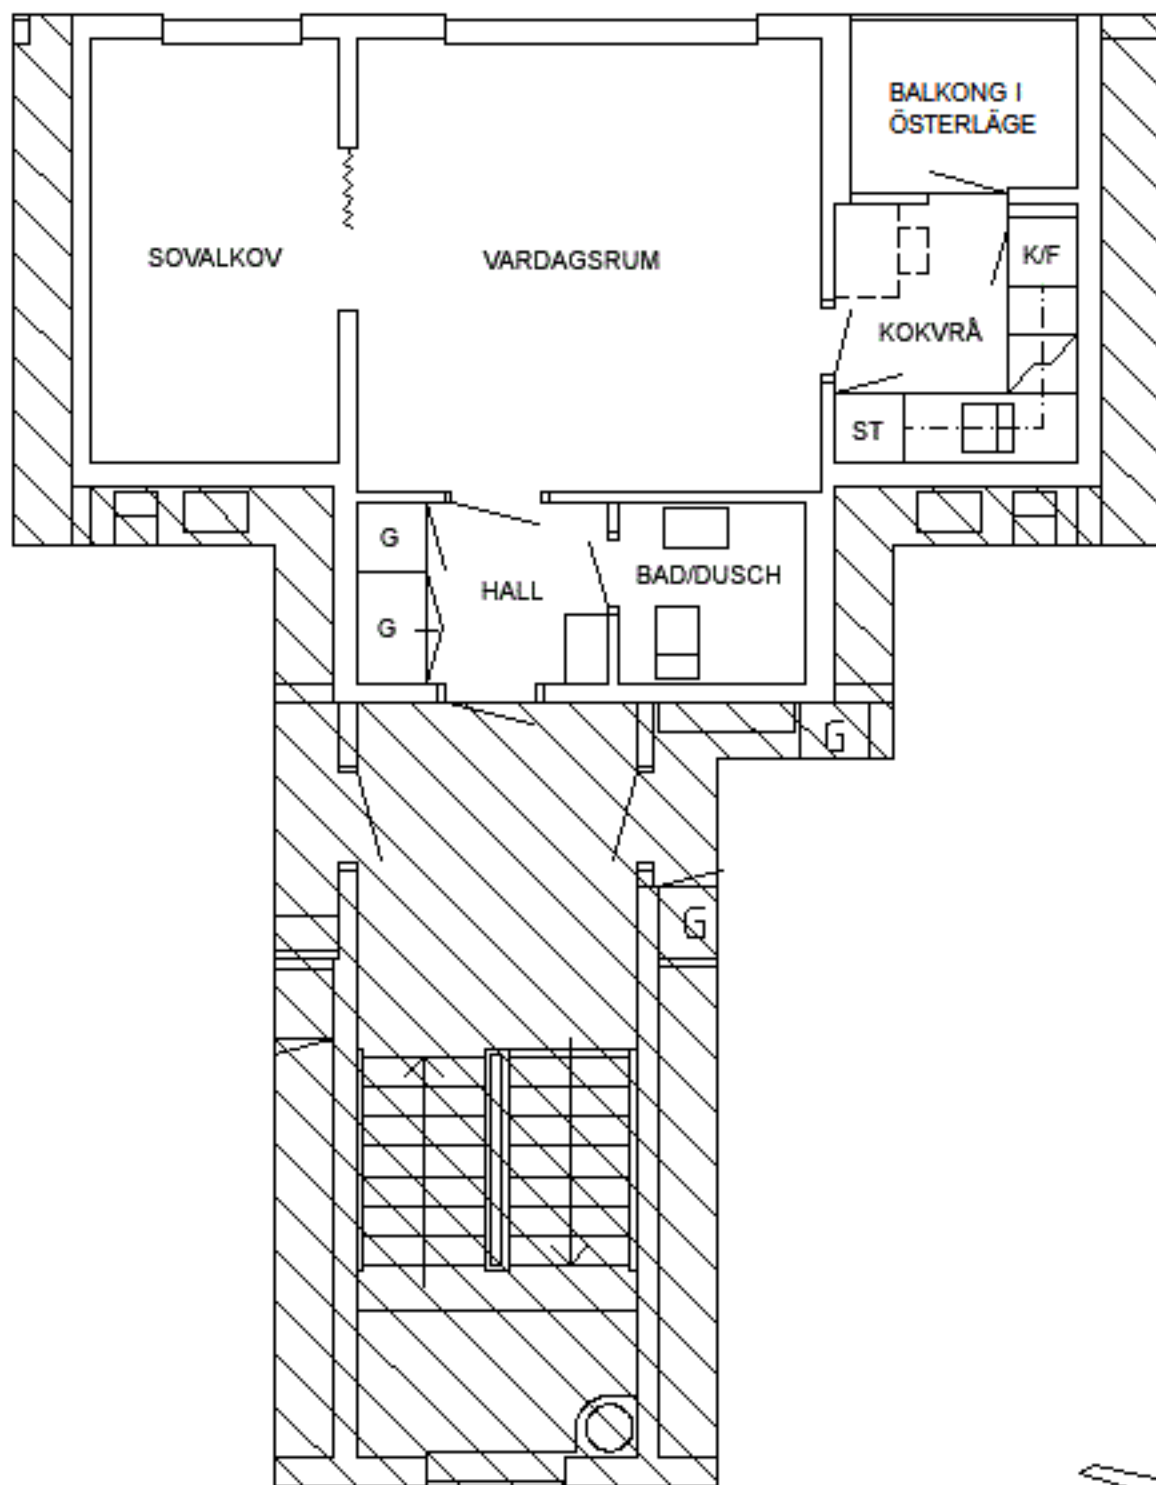 BALKONG I
ÖSTERLÄGE
SOVALKOV
VARDAGSRUM
K/F
KOKVRÅ
ST
G
HALL
BAD/DUSCH
G
G
G